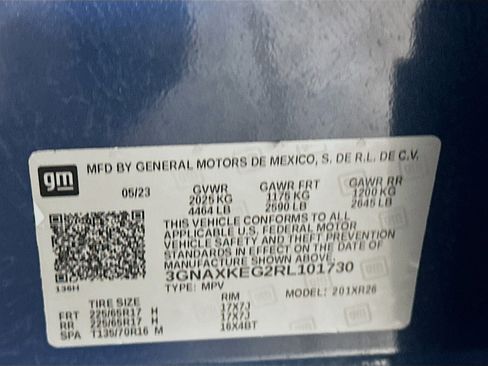 gm
MFD BY GENERAL MOTORS DE MEXICO, S. DE R.L. DE C.V.
05/23 GVWR GAWR FRT GAWR RR
2025 KG 1175 KG 1200 KG
4464 LB 2590 LB 2645 LB
THIS VEHICLE CONFORMS TO ALL
APPLICABLE U.S. FEDERAL MOTOR
VEHICLE SAFETY AND THEFT PREVENTION
STANDARDS IN EFFECT ON THE DATE
OF MANUFACTURE SHOWN ABOVE.
3GNAXKEG2RL101730
136H TYPE: MPV MODEL: 201XR26
TIRE SIZE RIM
FRT 225/65R17 H 17X7J
RR 225/65R17 H 17X7J
SPA T135/70R16 M 16X4BT